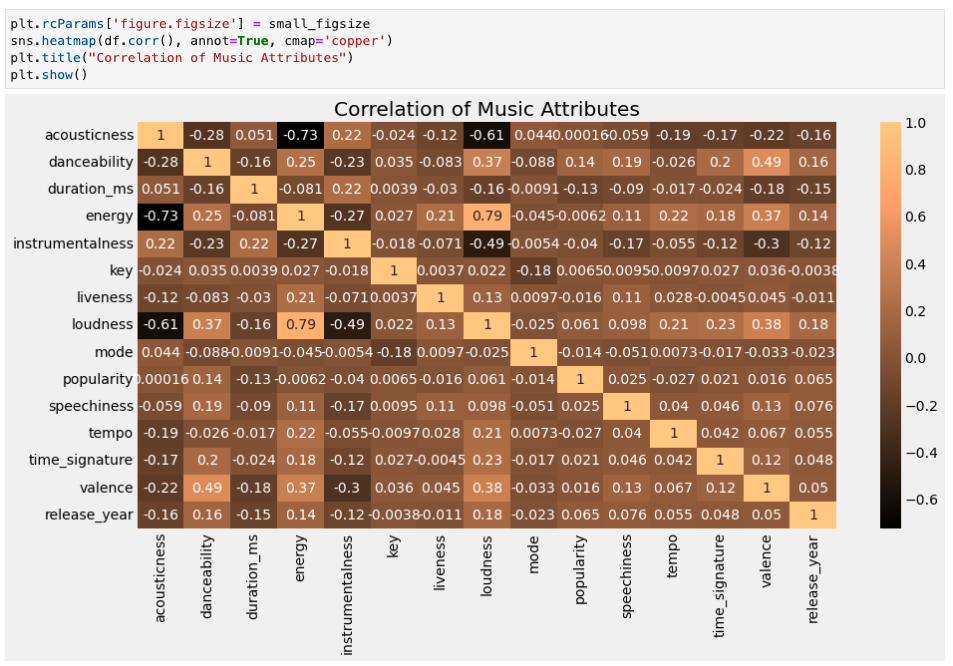 plt.rcParams['figure.figsize'] = small_figsize
sns.heatmap(df.corr(), annot=True, cmap='copper')
plt.title("Correlation of Music Attributes")
plt.show()
Correlation of Music Attributes
acousticness 1 -0.28 0.051 -0.73 0.22 -0.024 -0.12 -0.61 0.044 0.00016 0.059 -0.19 -0.17 -0.22 -0.16
danceability -0.28 1 -0.16 0.25 -0.23 0.035 -0.083 0.37 -0.088 0.14 0.19 -0.026 0.2 0.49 0.16
duration_ms 0.051 -0.16 1 -0.081 0.22 0.0039 -0.03 -0.16 -0.0091 -0.13 -0.09 -0.017 -0.024 -0.18 -0.15
energy -0.73 0.25 -0.081 1 -0.27 0.027 0.21 0.79 -0.045 -0.0062 0.11 0.22 0.18 0.37 0.14
instrumentalness 0.22 -0.23 0.22 -0.27 1 -0.018 -0.071 -0.49 -0.0054 -0.04 -0.17 -0.055 -0.12 -0.3 -0.12
key -0.024 0.035 0.0039 0.027 -0.018 1 0.0037 0.022 -0.18 0.0065 0.0095 -0.0097 0.027 0.036 -0.0038
liveness -0.12 -0.083 -0.03 0.21 -0.071 0.0037 1 0.13 0.0097 -0.016 0.11 0.028 -0.0045 0.045 -0.011
loudness -0.61 0.37 -0.16 0.79 -0.49 0.022 0.13 1 -0.025 0.061 0.098 0.21 0.23 0.38 0.18
mode 0.044 -0.088 -0.0091 -0.045 -0.0054 -0.18 0.0097 -0.025 1 -0.014 -0.051 0.0073 -0.017 -0.033 -0.023
popularity 0.00016 0.14 -0.13 -0.0062 -0.04 0.0065 -0.016 0.061 -0.014 1 0.025 -0.027 0.021 0.016 0.065
speechiness -0.059 0.19 -0.09 0.11 -0.17 0.0095 0.11 0.098 -0.051 0.025 1 0.04 0.046 0.13 0.076
tempo -0.19 -0.026 -0.017 0.22 -0.055 -0.0097 0.028 0.21 0.0073 -0.027 0.04 1 0.042 0.067 0.055
time_signature -0.17 0.2 -0.024 0.18 -0.12 0.027 -0.0045 0.23 -0.017 0.021 0.046 0.042 1 0.12 0.048
valence -0.22 0.49 -0.18 0.37 -0.3 0.036 0.045 0.38 -0.033 0.016 0.13 0.067 0.12 1 0.05
release_year -0.16 0.16 -0.15 0.14 -0.12 -0.0038 -0.011 0.18 -0.023 0.065 0.076 0.055 0.048 0.05 1
acousticness
danceability
duration_ms
energy
instrumentalness
key
liveness
loudness
mode
popularity
speechiness
tempo
time_signature
valence
release_year
1.0
0.8
0.6
0.4
0.2
0.0
−0.2
−0.4
−0.6